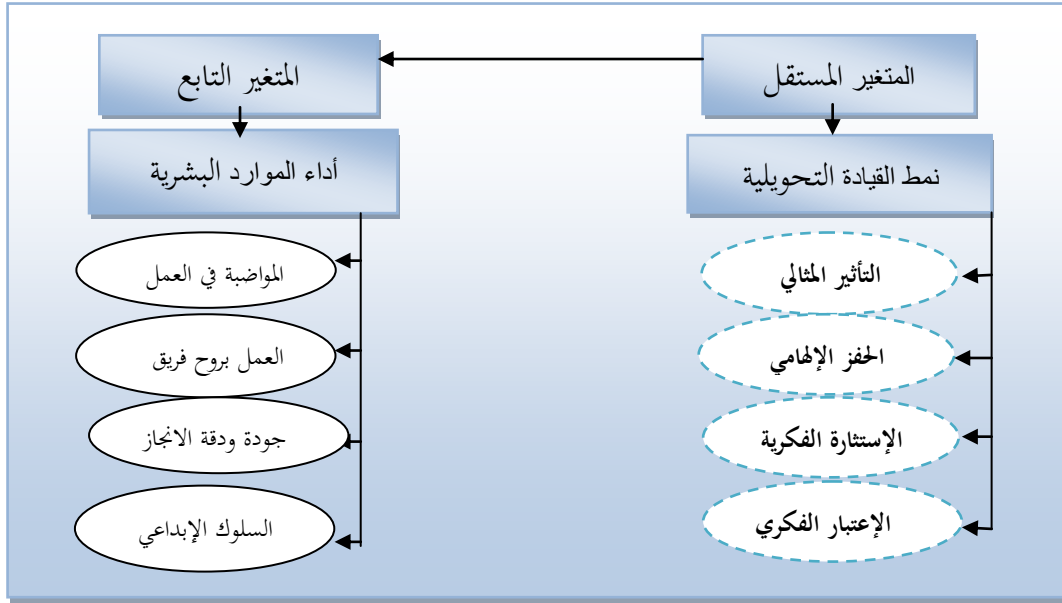 المتغير المستقل
نمط القيادة التحويلية
التأثير المثالي
الحفز الإلهامي
الإستثارة الفكرية
الإعتبار الفكري
المتغير التابع
أداء الموارد البشرية
المواضبة في العمل
العمل بروح فريق
جودة ودقة الانجاز
السلوك الإبداعي